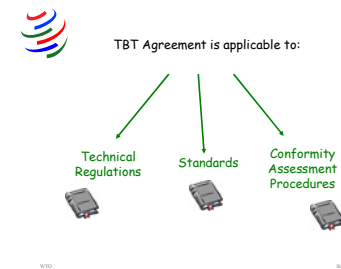 TBT Agreement is applicable to:
Technical
Regulations
Standards
Conformity
Assessment
Procedures
WTO